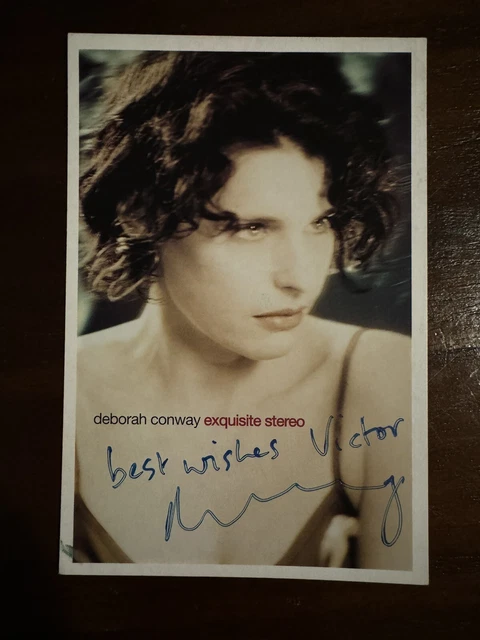 deborah conway exquisite stereo
best wishes Victor